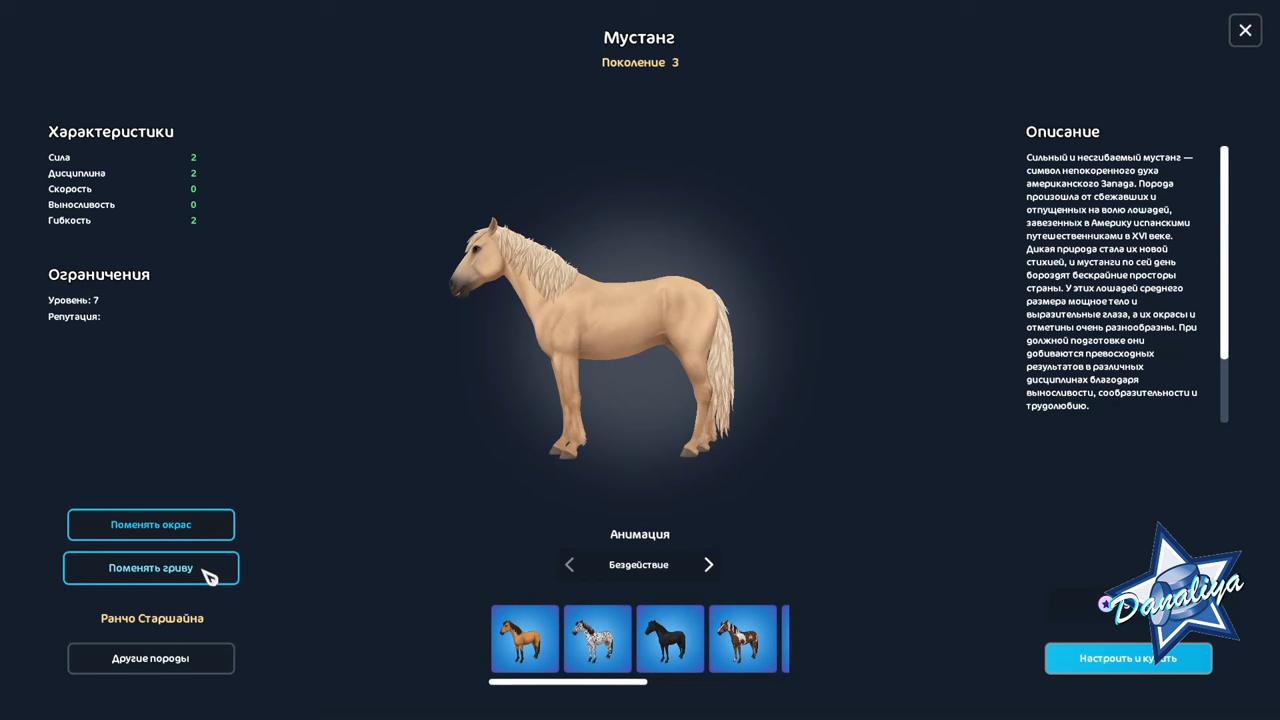 Мустанг
Поколение 3
Характеристики
Сила 2
Дисциплина 2
Скорость 0
Выносливость 0
Гибкость 2
Ограничения
Уровень: 7
Репутация:
Описание
Сильный и несгибаемый мустанг —
символ непокоренного духа
американского Запада. Порода
произошла от сбежавших и
отпущенных на волю лошадей,
завезенных в Америку испанскими
путешественниками в XVI веке.
Дикая природа стала их новой
стихией, и мустанги по сей день
бороздят бескрайние просторы
страны. У этих лошадей среднего
размера мощное тело и
выразительные глаза, а их окрасы и
отметины очень разнообразны. При
должной подготовке они
добиваются превосходных
результатов в различных
дисциплинах благодаря
выносливости, сообразительности и
трудолюбию.
Поменять окрас
Поменять гриву
Ранчо Старшайна
Другие породы
Анимация
Бездействие
Danaliya
Настроить и купить